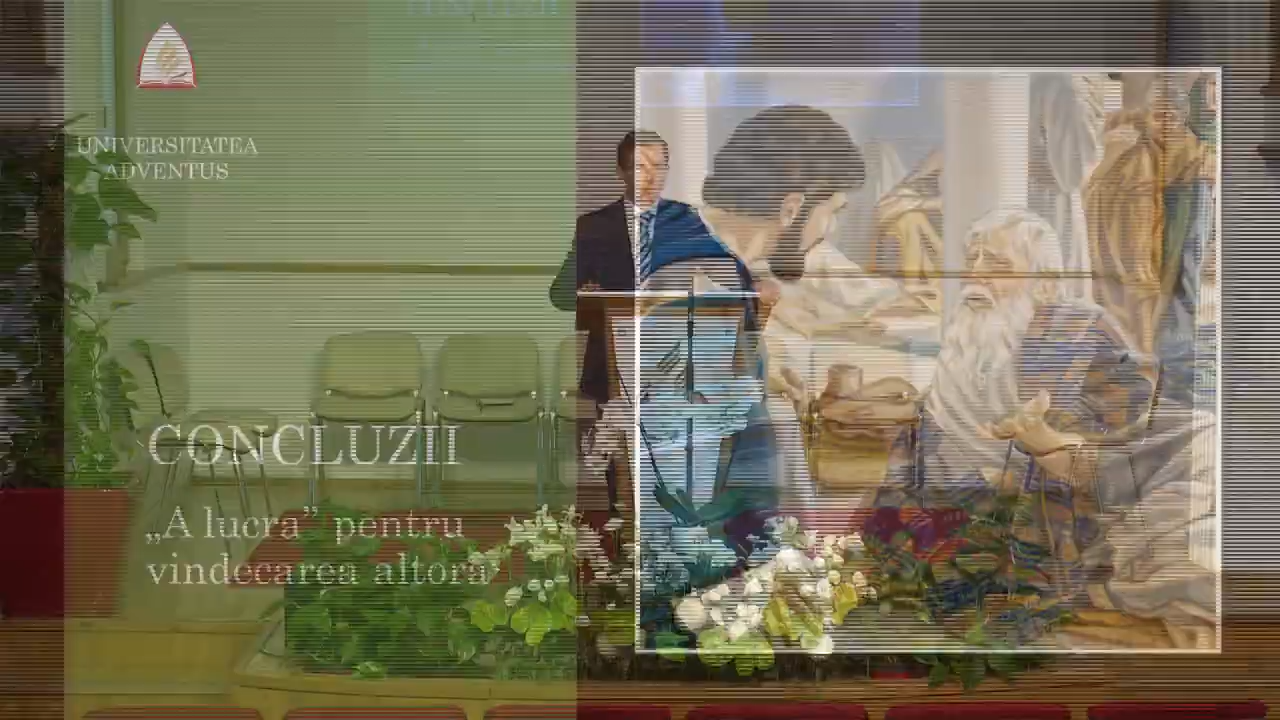 UNIVERSITATEA
ADVENTUS
CONCLUZII
„A lucra” pentru
vindecarea altora